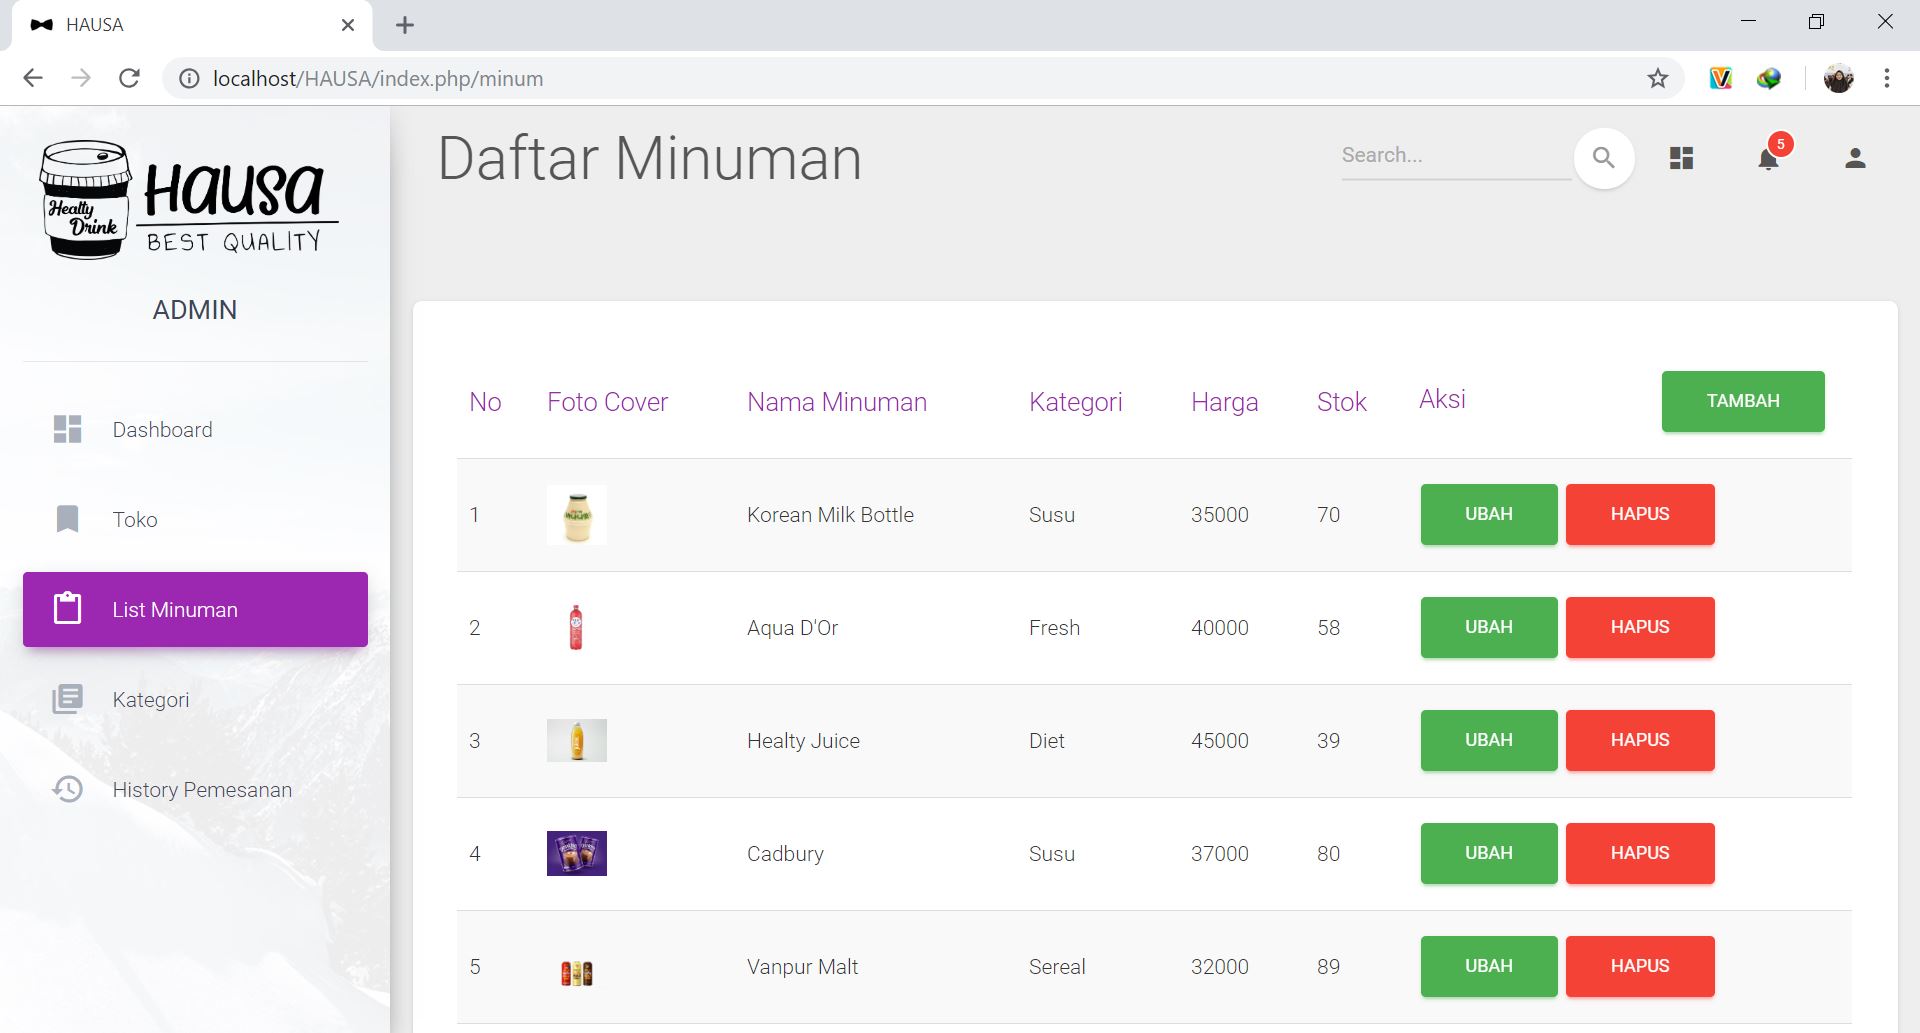 HAUSA
localhost/HAUSA/index.php/minum
Healty
Drink
Hausa
BEST QUALITY
ADMIN
Dashboard
Toko
List Minuman
Kategori
History Pemesanan
Daftar Minuman
Search...
5
No Foto Cover Nama Minuman Kategori Harga Stok Aksi TAMBAH
1 Korean Milk Bottle Susu 35000 70 UBAH HAPUS
2 Aqua D'Or Fresh 40000 58 UBAH HAPUS
3 Healty Juice Diet 45000 39 UBAH HAPUS
4 Cadbury Susu 37000 80 UBAH HAPUS
5 Vanpur Malt Sereal 32000 89 UBAH HAPUS